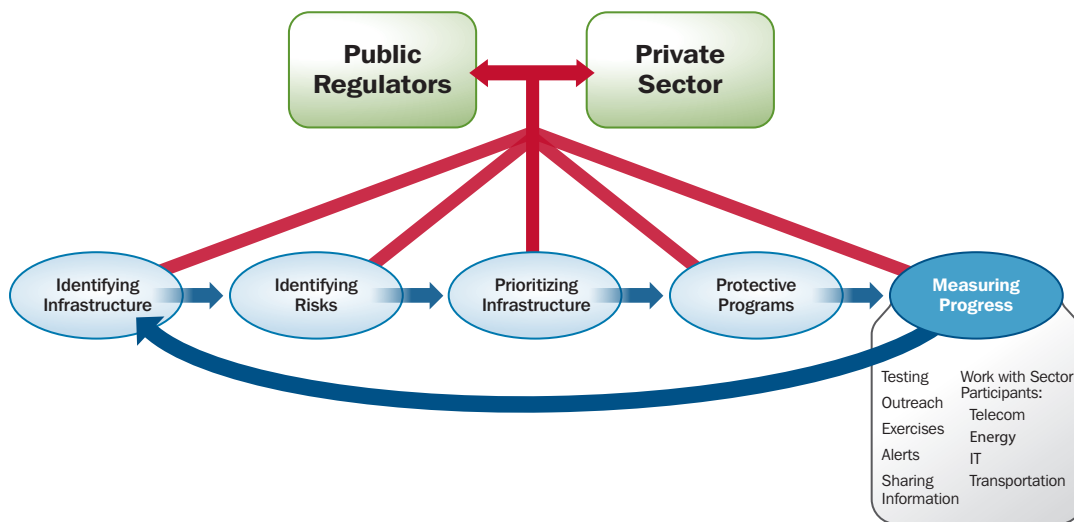 Public
Regulators
Private
Sector
Identifying
Infrastructure
Identifying
Risks
Prioritizing
Infrastructure
Protective
Programs
Measuring
Progress
Testing
Outreach
Exercises
Alerts
Sharing
Information
Work with Sector
Participants:
Telecom
Energy
IT
Transportation